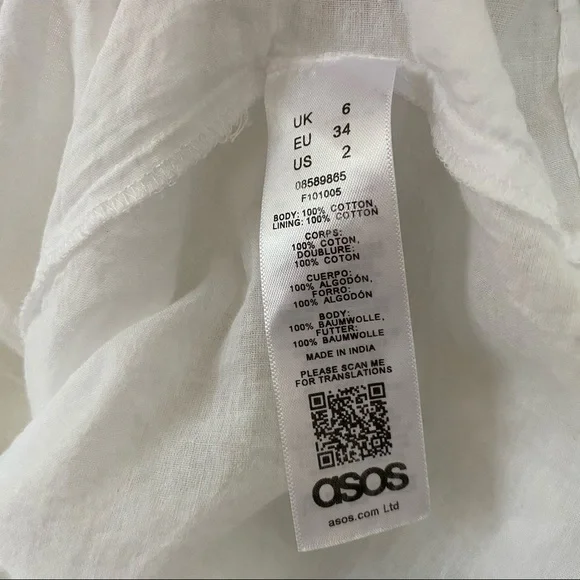 UK 6
EU 34
US 2
08589865
F101005
BODY: 100% COTTON,
LINING: 100% COTTON
CORPS:
100% COTON,
DOUBLURE:
100% COTON
CUERPO:
100% ALGODÓN,
FORRO:
100% ALGODÓN
BODY:
100% BAUMWOLLE,
FUTTER:
100% BAUMWOLLE
MADE IN INDIA
PLEASE SCAN ME
FOR TRANSLATIONS
asos
asos.com Ltd